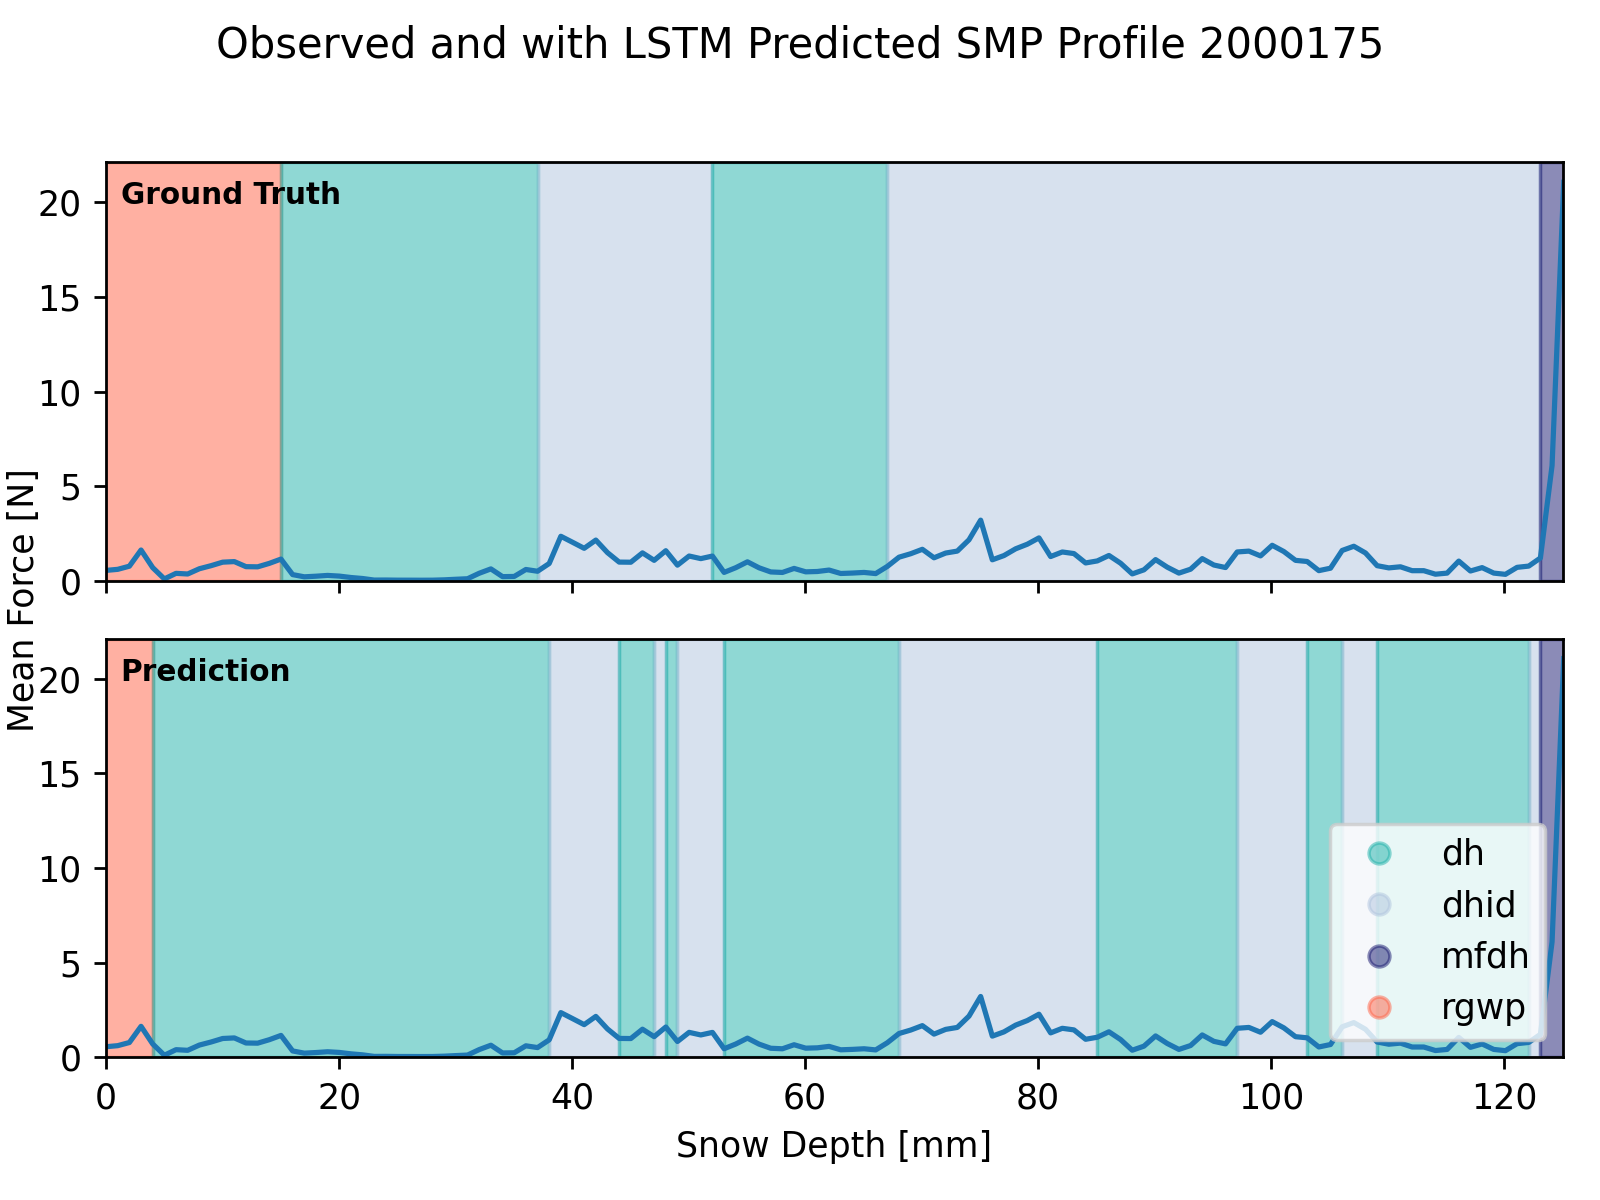 Observed and with LSTM Predicted SMP Profile 2000175
Ground Truth
20
15
10
5
0
Mean Force [N]
Prediction
20
15
10
5
0
dh
dhid
mfdh
rgwp
0 20 40 60 80 100 120
Snow Depth [mm]